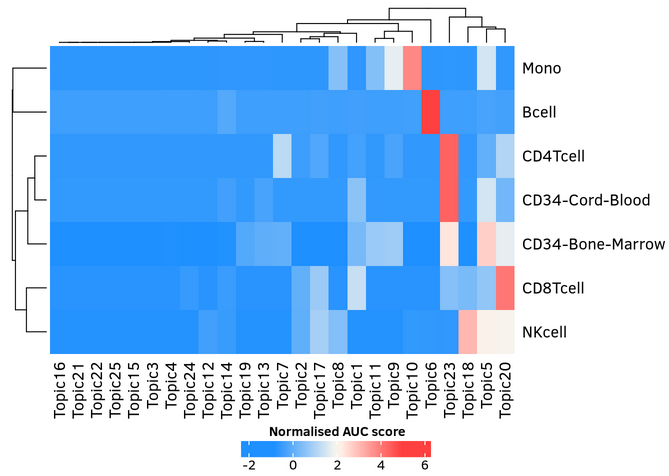 Mono
Bcell
CD4Tcell
CD34-Cord-Blood
CD34-Bone-Marrow
CD8Tcell
NKcell
Topic16
Topic21
Topic22
Topic25
Topic15
Topic3
Topic4
Topic24
Topic12
Topic14
Topic19
Topic13
Topic7
Topic2
Topic17
Topic8
Topic1
Topic11
Topic9
Topic10
Topic6
Topic23
Topic18
Topic5
Topic20
Normalised AUC score
-2 0 2 4 6